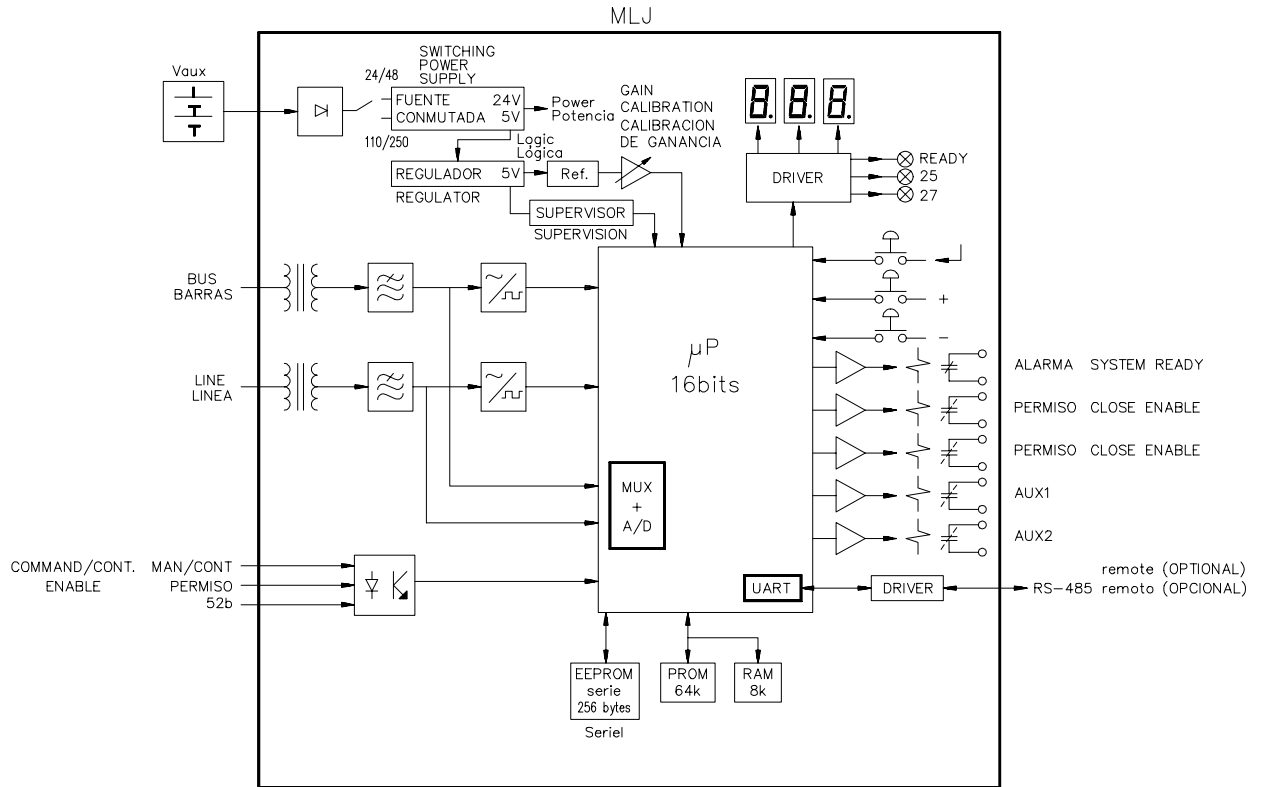 MLJ
Vaux
24/48
110/250
SWITCHING
POWER
SUPPLY
FUENTE 24V
CONMUTADA 5V
Power
Potencia
Logic
Lógica
REGULADOR 5V
REGULATOR
Ref.
GAIN
CALIBRATION
CALIBRACION
DE GANANCIA
SUPERVISOR
SUPERVISION
8. 8. 8.
DRIVER
READY
25
27
BUS
BARRAS
LINE
LINEA
µP
16bits
+
-
MUX
+
A/D
ALARMA SYSTEM READY
PERMISO CLOSE ENABLE
PERMISO CLOSE ENABLE
AUX1
AUX2
COMMAND/CONT. MAN/CONT
ENABLE PERMISO
52b
UART
DRIVER
remote (OPTIONAL)
RS-485 remoto (OPCIONAL)
EEPROM
serie
256 bytes
Seriel
PROM
64k
RAM
8k